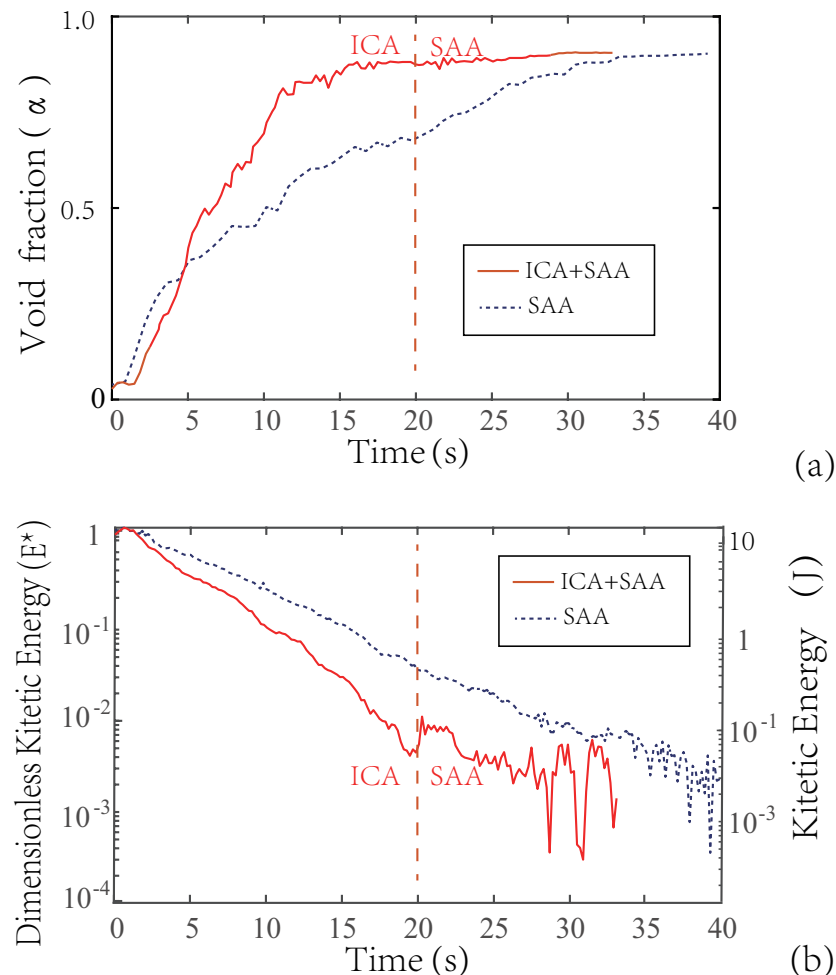 1.0
ICA SAA
Void fraction (α)
0.5
ICA+SAA
SAA
0
0 5 10 15 20 25 30 35 40
Time (s)
(a)
1
10
Dimensionless Kitetic Energy (E*)
ICA+SAA
SAA
Kitetic Energy (J)
10⁻¹
1
10⁻²
10⁻¹
ICA SAA
10⁻³
10⁻³
10⁻⁴
0 5 10 15 20 25 30 35 40
Time (s)
(b)